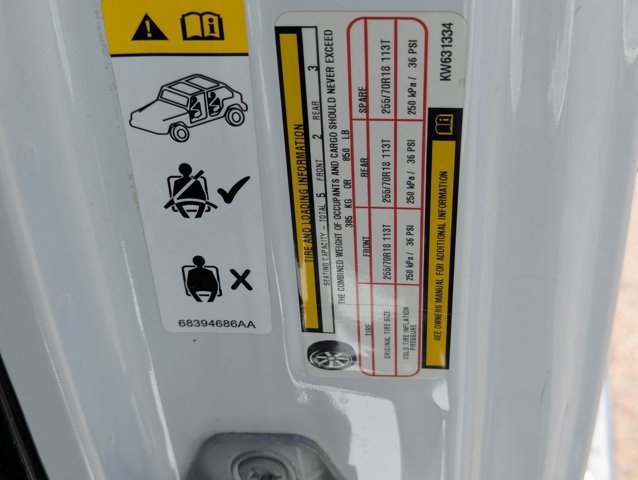 68394686AA
TIRE AND LOADING INFORMATION
SEATING CAPACITY - TOTAL 5 FRONT 2 REAR 3
THE COMBINED WEIGHT OF OCCUPANTS AND CARGO SHOULD NEVER EXCEED
385 KG OR 850 LB
TIRE FRONT REAR SPARE
ORIGINAL TIRE SIZE 255/70R18 113T 255/70R18 113T 255/70R18 113T
COLD TIRE INFLATION
PRESSURE 250 kPa / 36 PSI 250 kPa / 36 PSI 250 kPa / 36 PSI
SEE OWNERS MANUAL FOR ADDITIONAL INFORMATION
KW631334